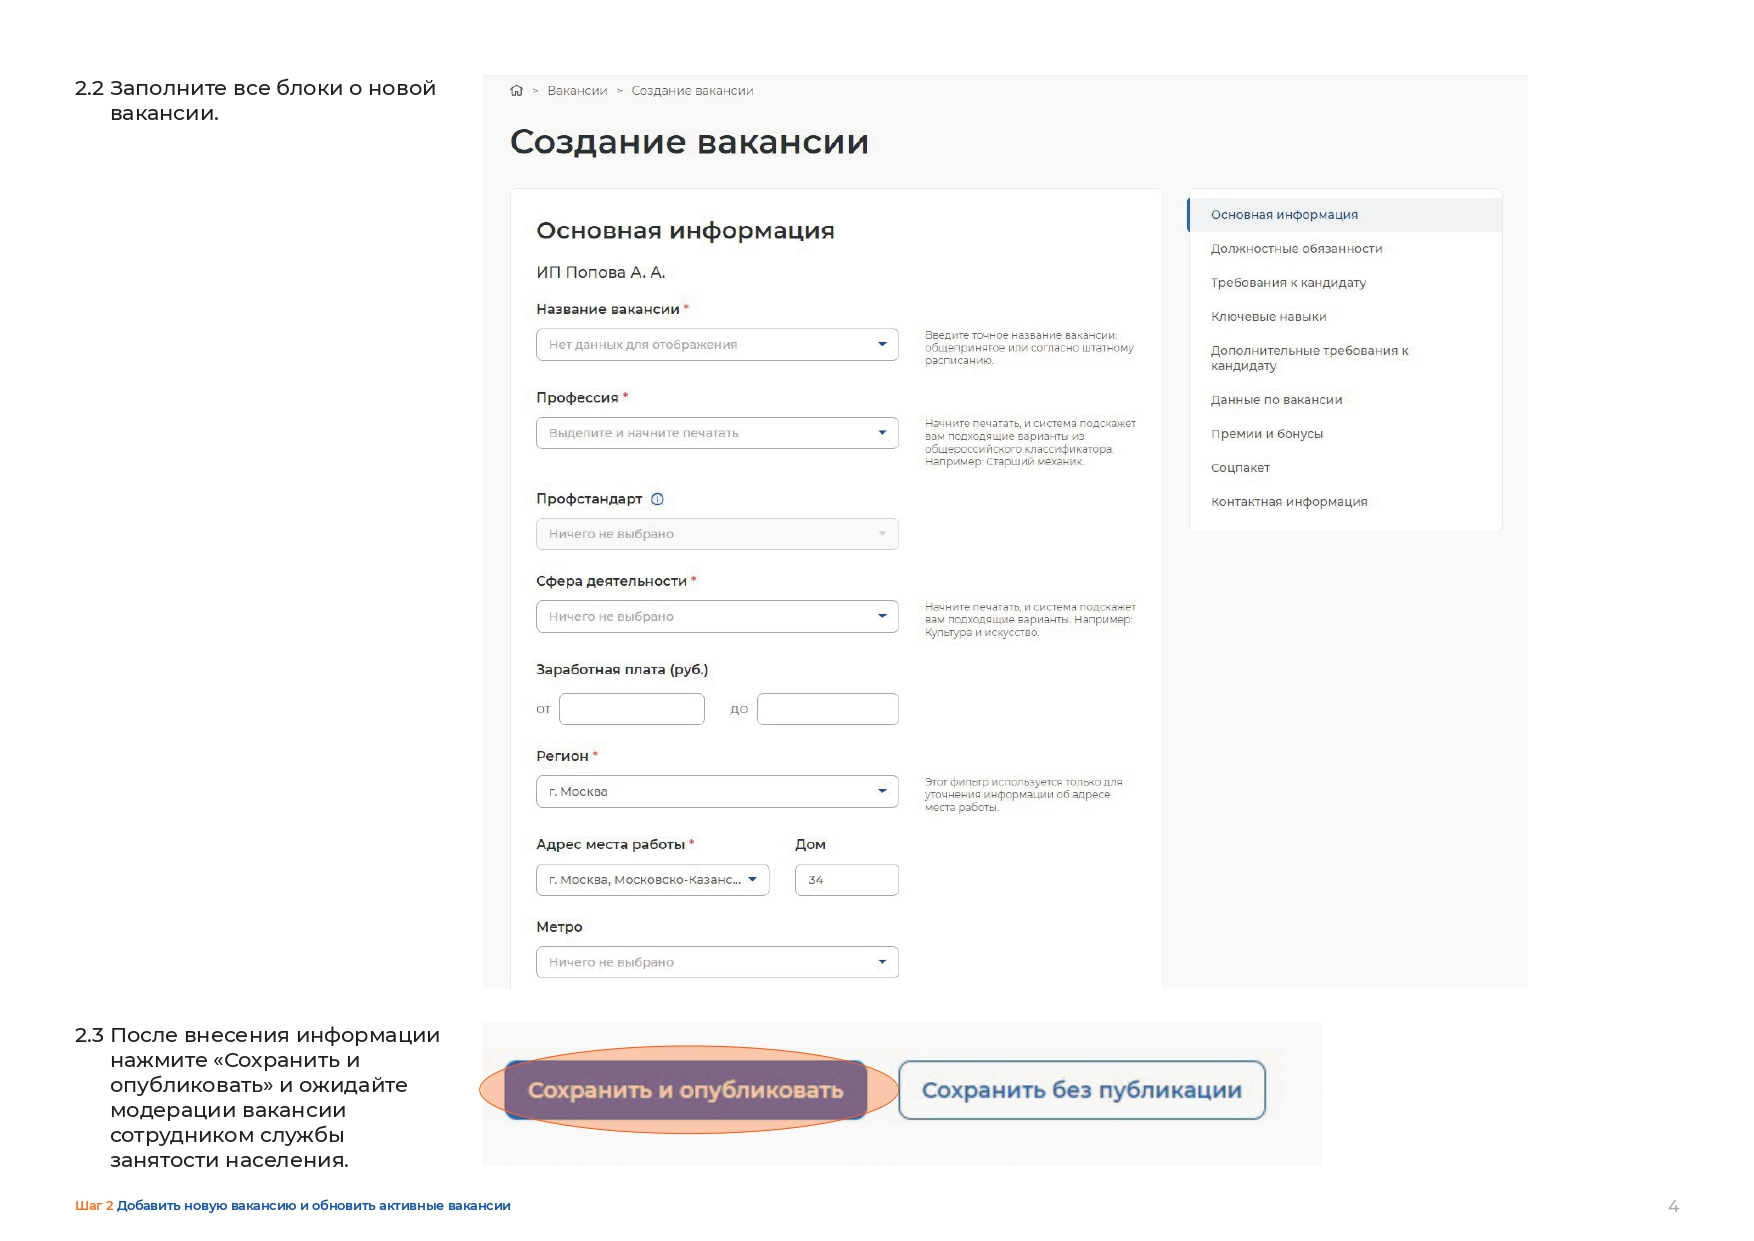 2.2 Заполните все блоки о новой
вакансии.
> Вакансии > Создание вакансии
Создание вакансии
Основная информация
ИП Попова А. А.
Название вакансии *
Нет данных для отображения
Введите точное название вакансии:
общепринятое или согласно штатному
расписанию.
Профессия *
Выделите и начните печатать
Начните печатать, и система подскажет
вам подходящие варианты из
общероссийского классификатора.
Например: Старший механик.
Профстандарт
Ничего не выбрано
Сфера деятельности *
Ничего не выбрано
Начните печатать, и система подскажет
вам подходящие варианты. Например:
Культура и искусство.
Заработная плата (руб.)
от до
Регион *
г. Москва
Этот фильтр используется только для
уточнения информации об адресе
места работы.
Адрес места работы * Дом
г. Москва, Московско-Казанс... 34
Метро
Ничего не выбрано
Основная информация
Должностные обязанности
Требования к кандидату
Ключевые навыки
Дополнительные требования к
кандидату
Данные по вакансии
Премии и бонусы
Соцпакет
Контактная информация
2.3 После внесения информации
нажмите «Сохранить и
опубликовать» и ожидайте
модерации вакансии
сотрудником службы
занятости населения.
Сохранить и опубликовать Сохранить без публикации
Шаг 2 Добавить новую вакансию и обновить активные вакансии
4